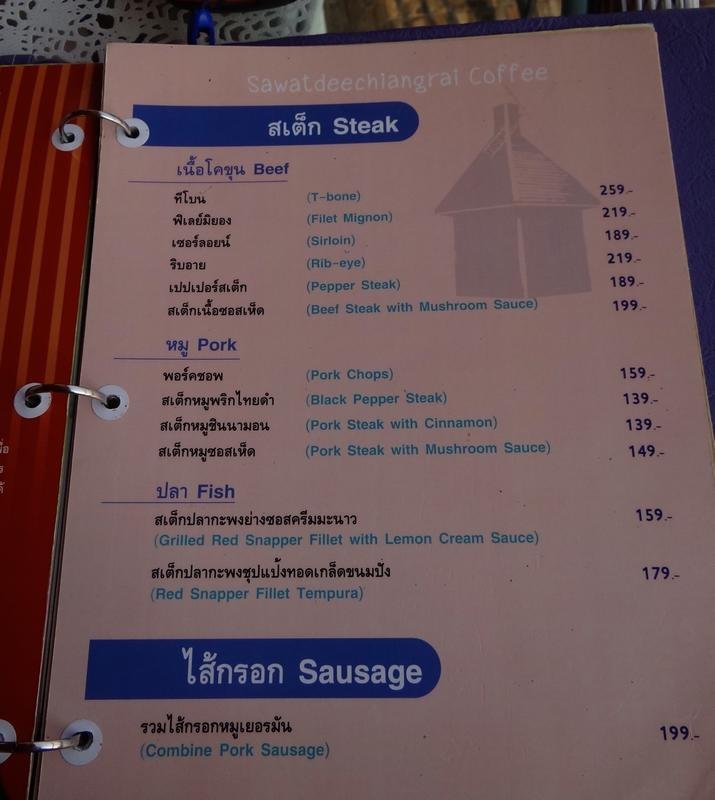 Sawatdeechiangrai Coffee
สเต็ก Steak
เนื้อโคขุน Beef
ทีโบน (T-bone) 259.-
ฟิเลย์มิยอง (Filet Mignon) 219.-
เซอร์ลอยน์ (Sirloin) 189.-
ริบอาย (Rib-eye) 219.-
เปปเปอร์สเต็ก (Pepper Steak) 189.-
สเต็กเนื้อซอสเห็ด (Beef Steak with Mushroom Sauce) 199.-
หมู Pork
พอร์คชอพ (Pork Chops) 159.-
สเต็กหมูพริกไทยดำ (Black Pepper Steak) 139.-
สเต็กหมูซินนามอน (Pork Steak with Cinnamon) 139.-
สเต็กหมูซอสเห็ด (Pork Steak with Mushroom Sauce) 149.-
ปลา Fish
สเต็กปลากะพงย่างซอสครีมมะนาว 159.-
(Grilled Red Snapper Fillet with Lemon Cream Sauce)
สเต็กปลากะพงชุปแป้งทอดเกล็ดขนมปัง 179.-
(Red Snapper Fillet Tempura)
ไส้กรอก Sausage
รวมไส้กรอกหมูเยอรมัน 199.-
(Combine Pork Sausage)